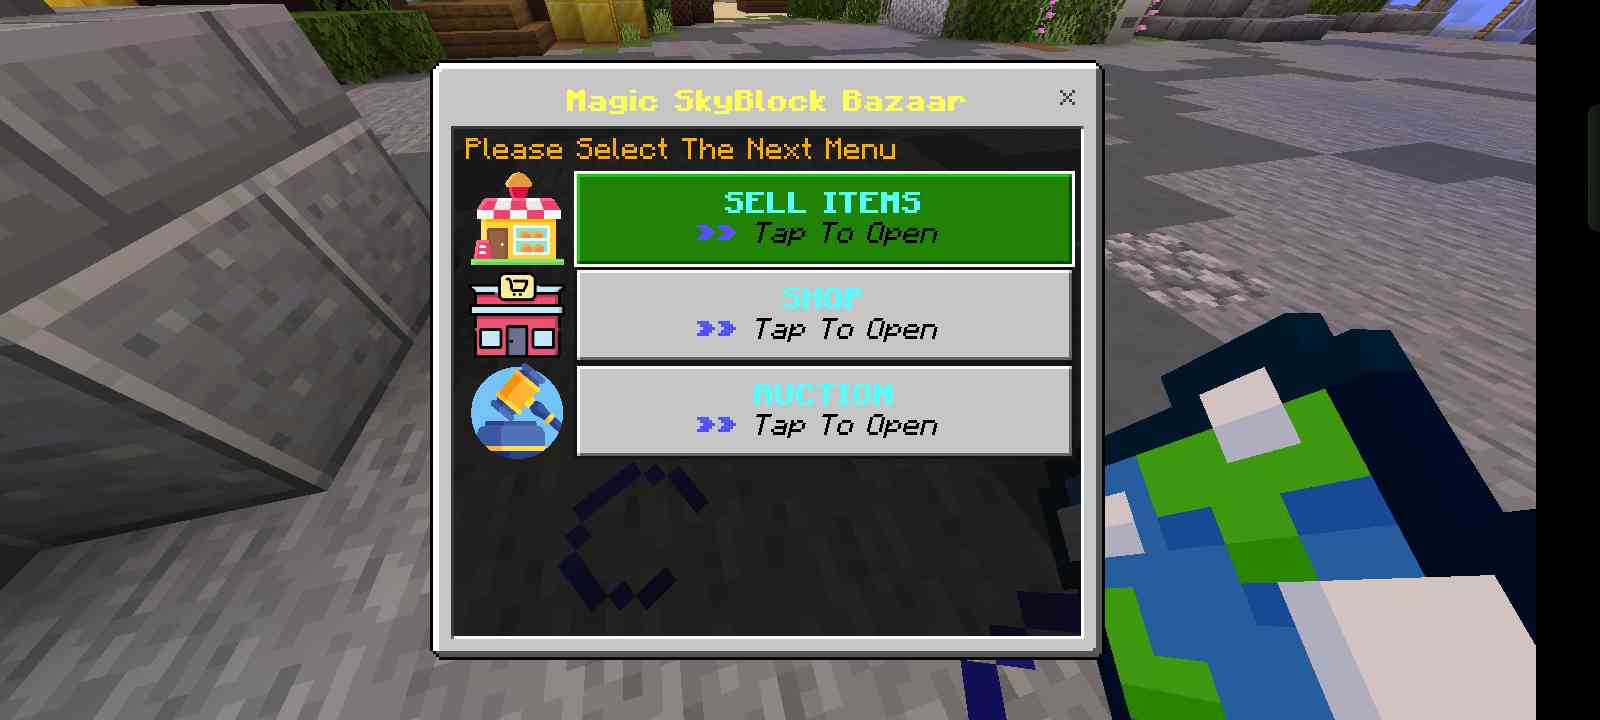 Magic SkyBlock Bazaar
Please Select The Next Menu
SELL ITEMS
Tap To Open
SHOP
Tap To Open
AUCTION
Tap To Open